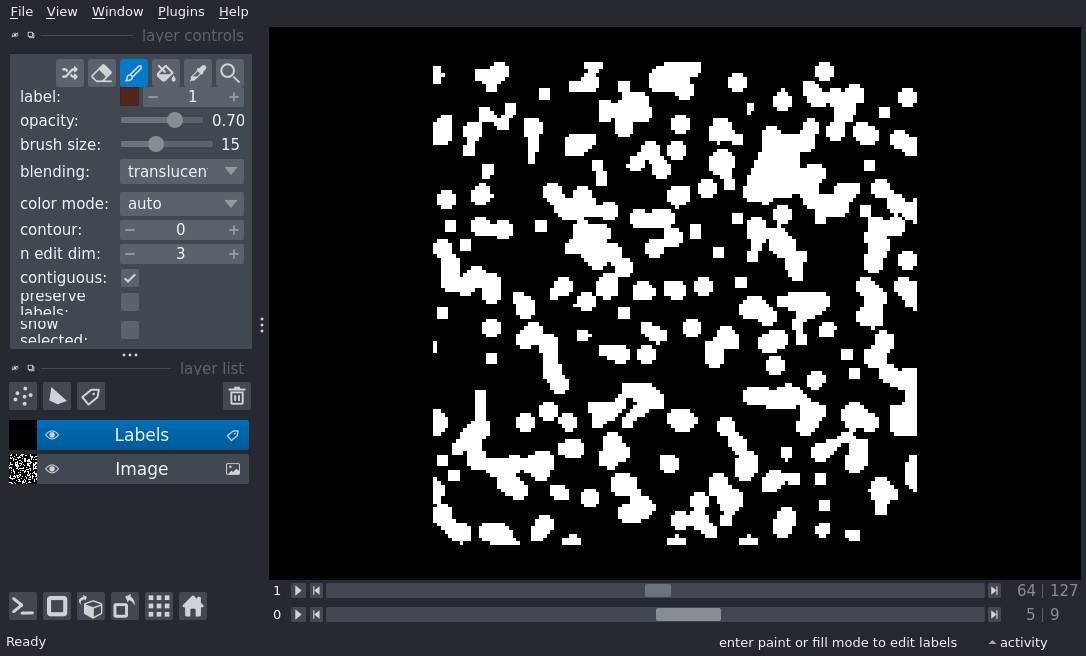 File View Window Plugins Help
layer controls
label: 1
opacity: 0.70
brush size: 15
blending: translucen
color mode: auto
contour: 0
n edit dim: 3
contiguous:
preserve
labels:
show
selected:
layer list
Labels
Image
1 64 127
0 5 9
Ready enter paint or fill mode to edit labels activity